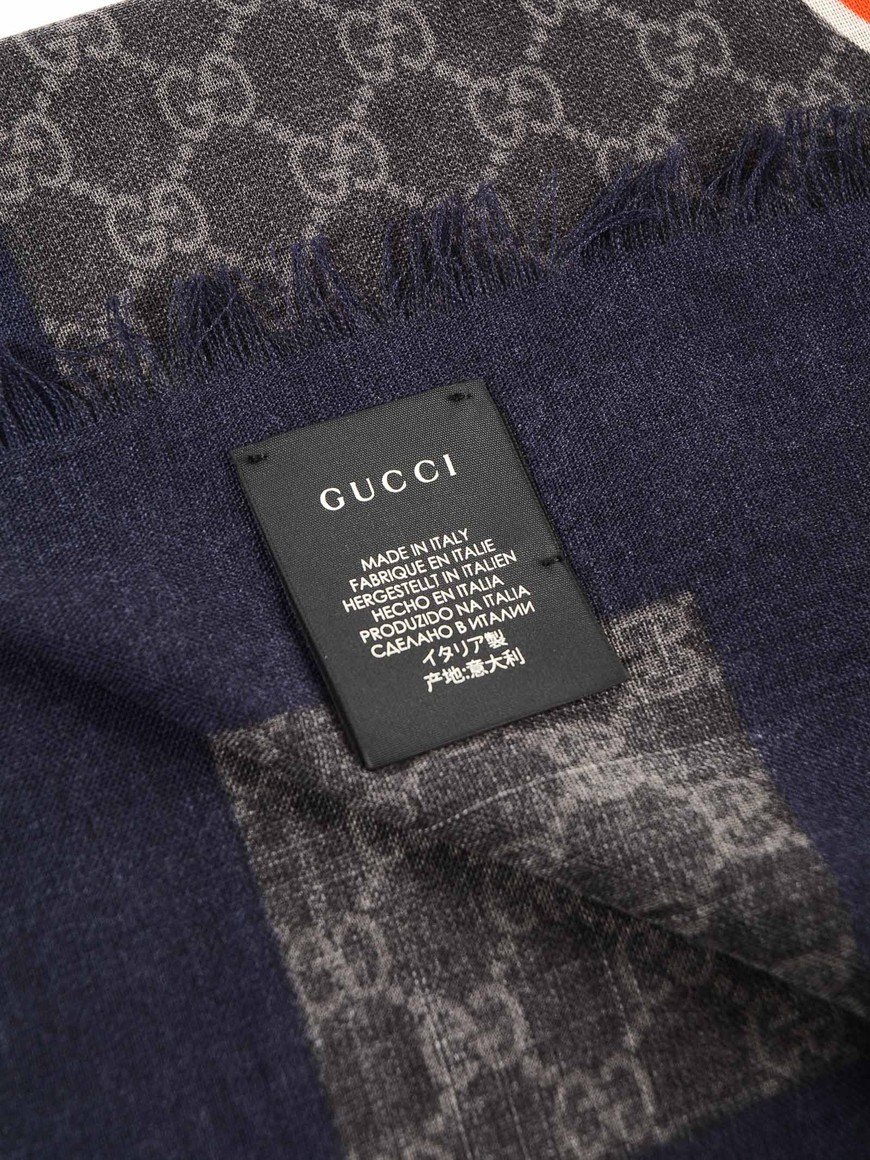 GUCCI
MADE IN ITALY
FABRIQUE EN ITALIE
HERGESTELLT IN ITALIEN
HECHO EN ITALIA
PRODUZIDO NA ITALIA
СДЕЛАНО В ИТАЛИИ
イタリア製
产地:意大利